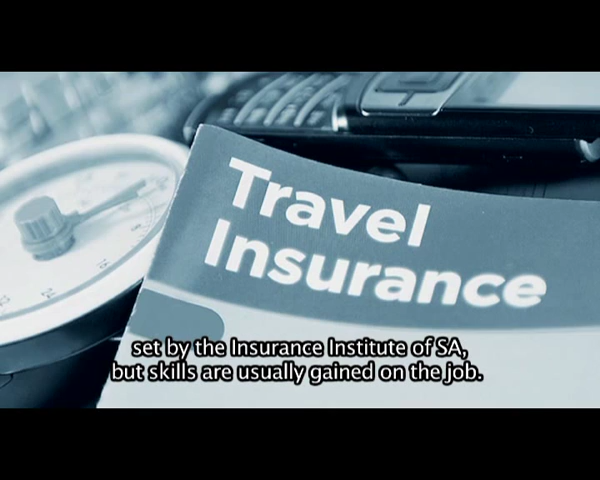 Travel
Insurance
set by the Insurance Institute of SA,
but skills are usually gained on the job.